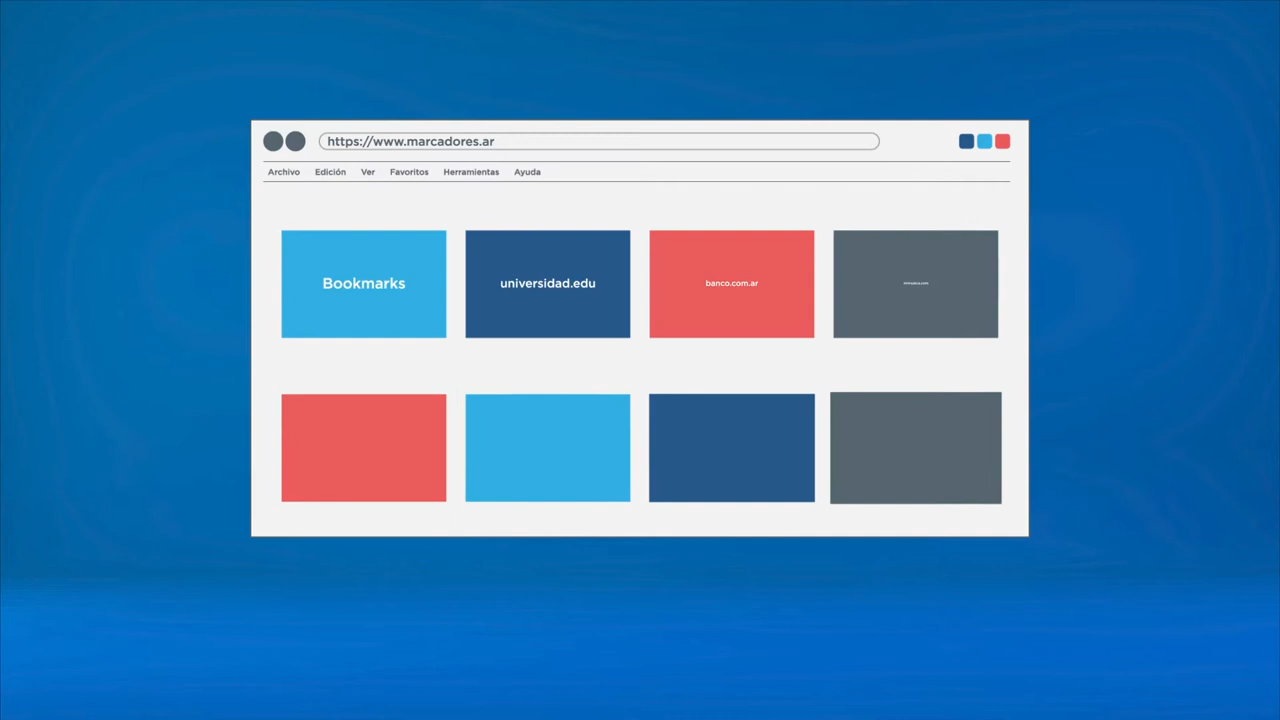 https://www.marcadores.ar
Archivo Edición Ver Favoritos Herramientas Ayuda
Bookmarks universidad.edu banco.com.ar